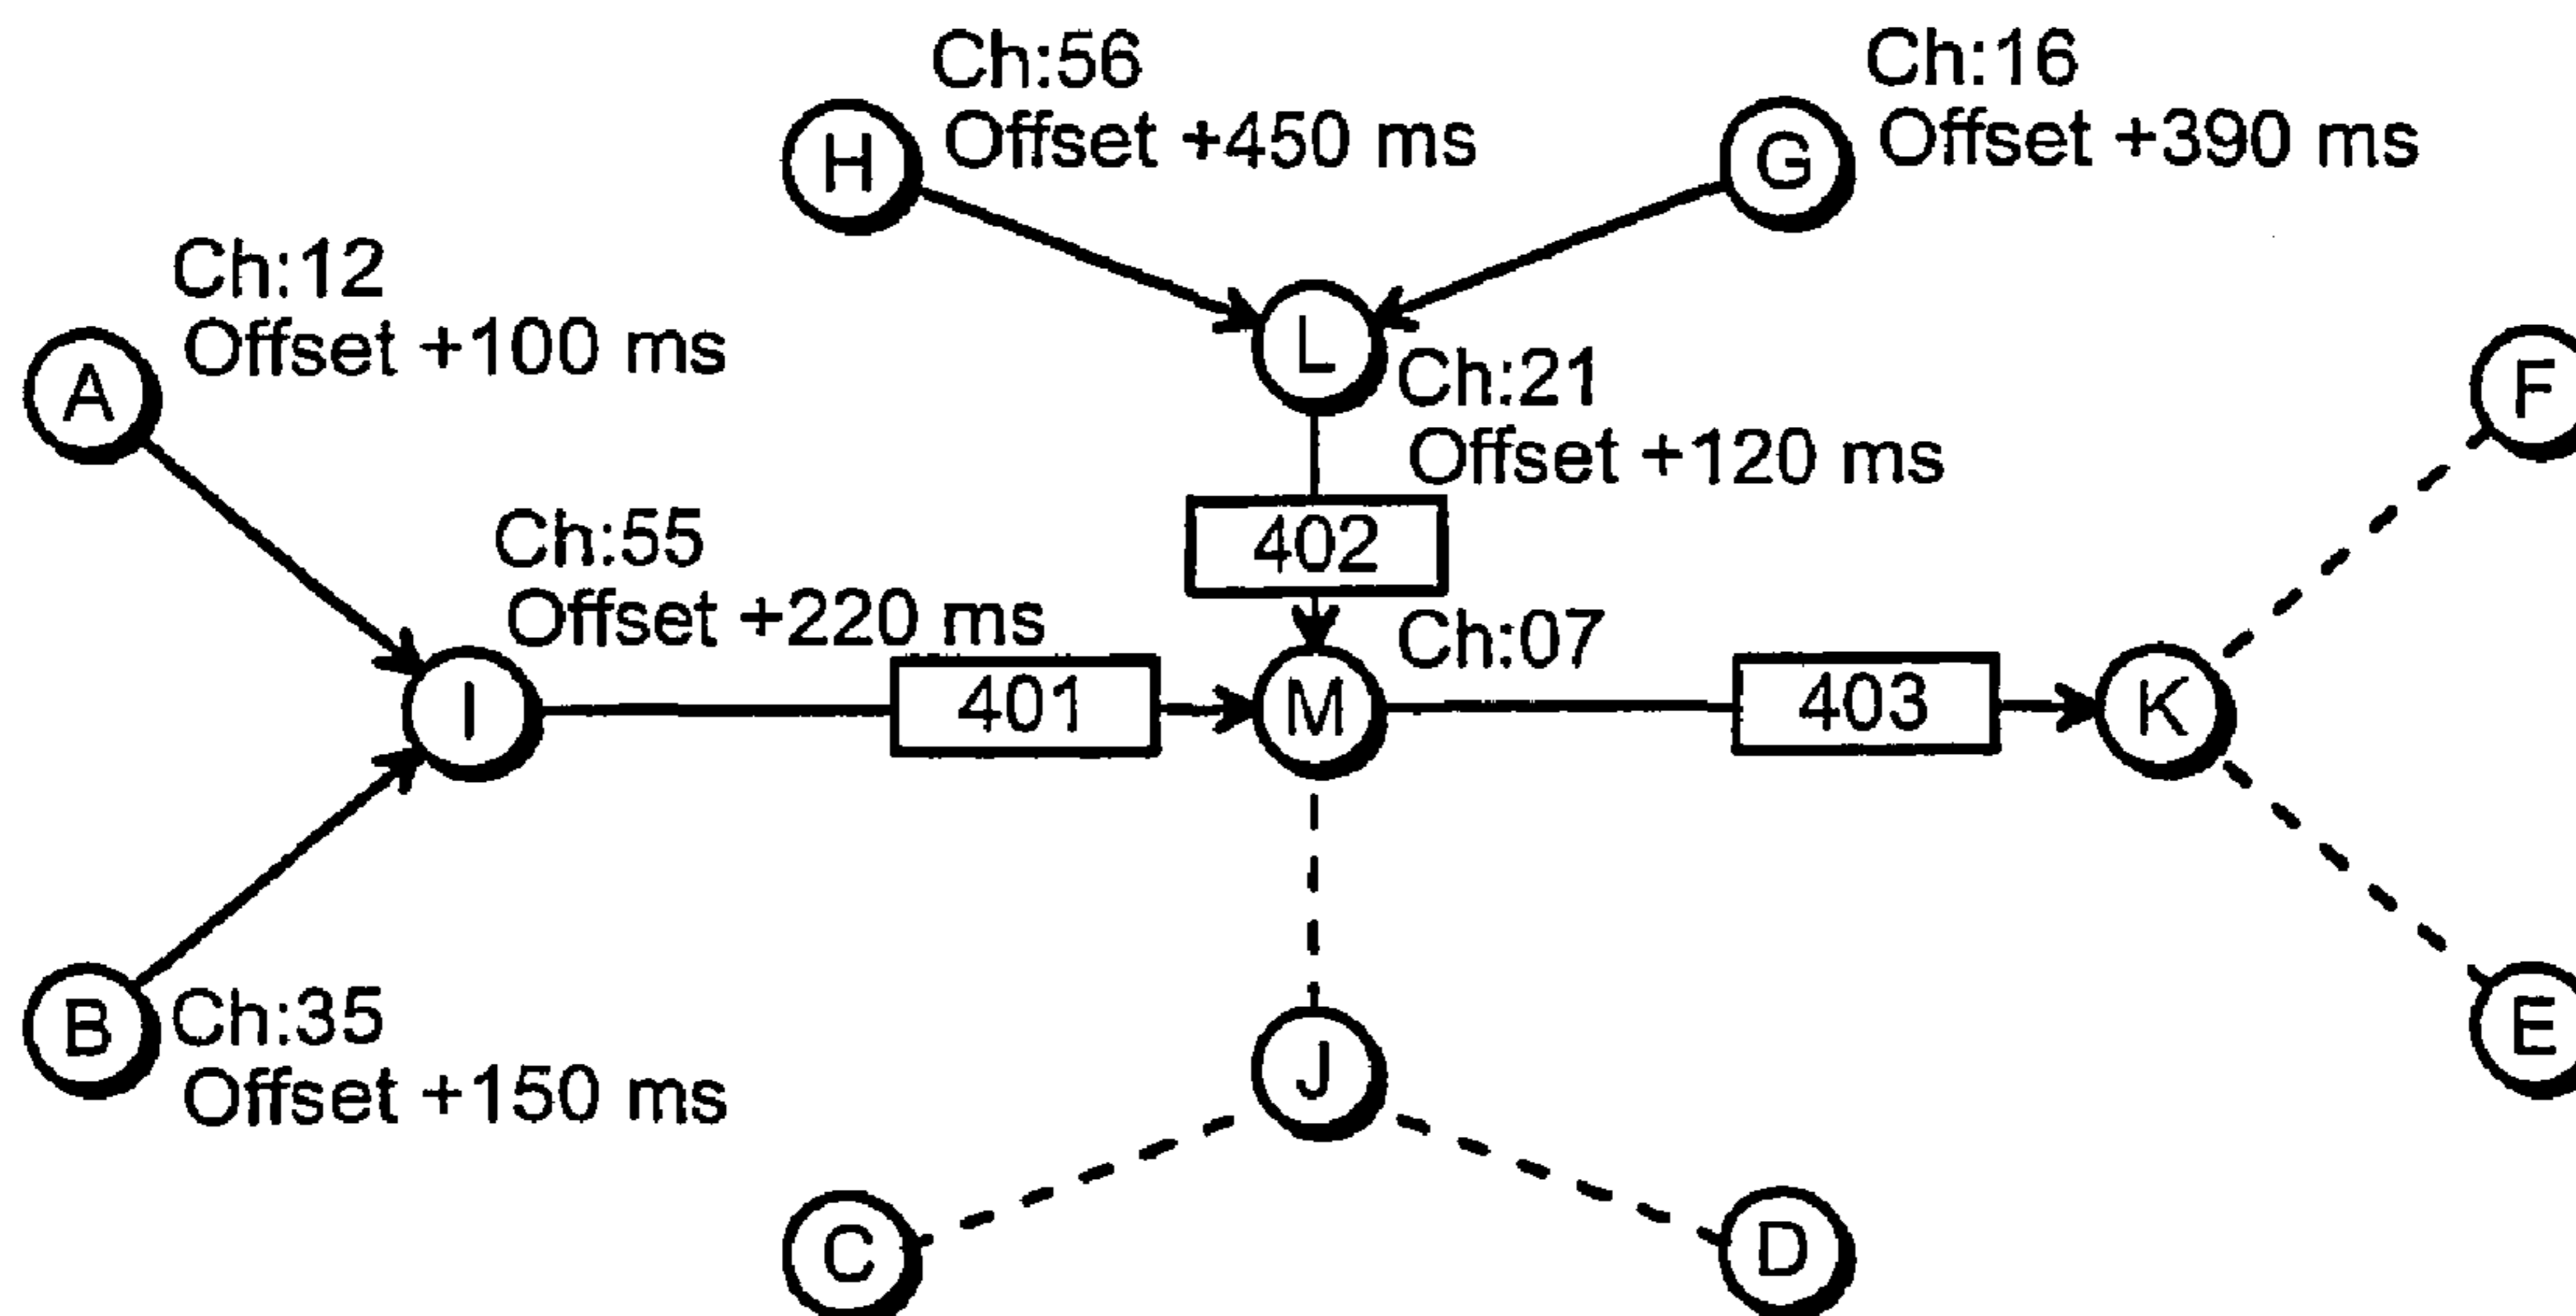 Ch:56
Offset +450 ms
H
Ch:16
Offset +390 ms
G
Ch:12
Offset +100 ms
A
L
Ch:21
Offset +120 ms
F
Ch:55
Offset +220 ms
402
Ch:07
I
401
M
403
K
B
Ch:35
Offset +150 ms
J
E
C
D